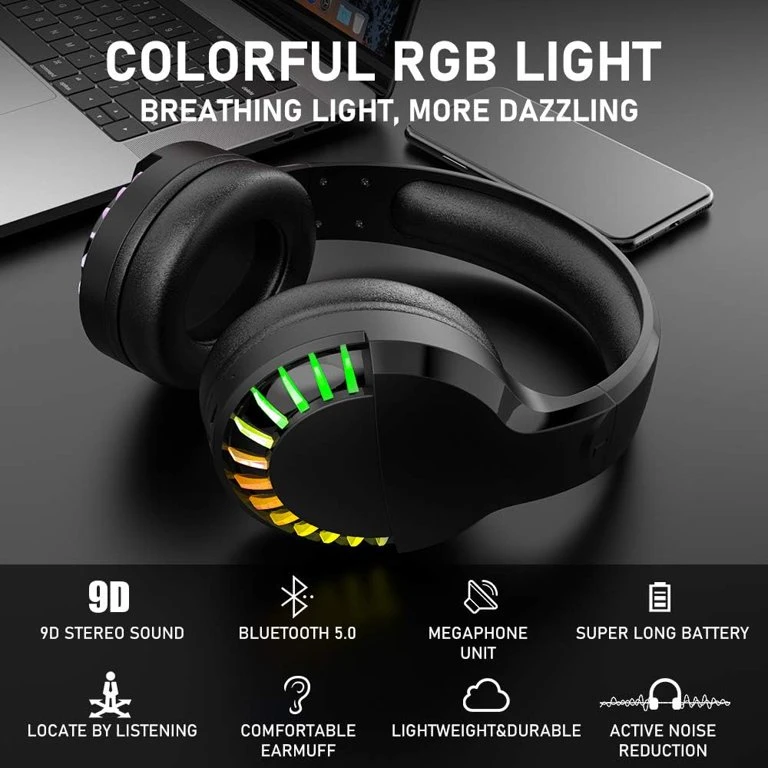 COLORFUL RGB LIGHT
BREATHING LIGHT, MORE DAZZLING
9D
9D STEREO SOUND
BLUETOOTH 5.0
MEGAPHONE
UNIT
SUPER LONG BATTERY
LOCATE BY LISTENING
COMFORTABLE
EARMUFF
LIGHTWEIGHT&DURABLE
ACTIVE NOISE
REDUCTION